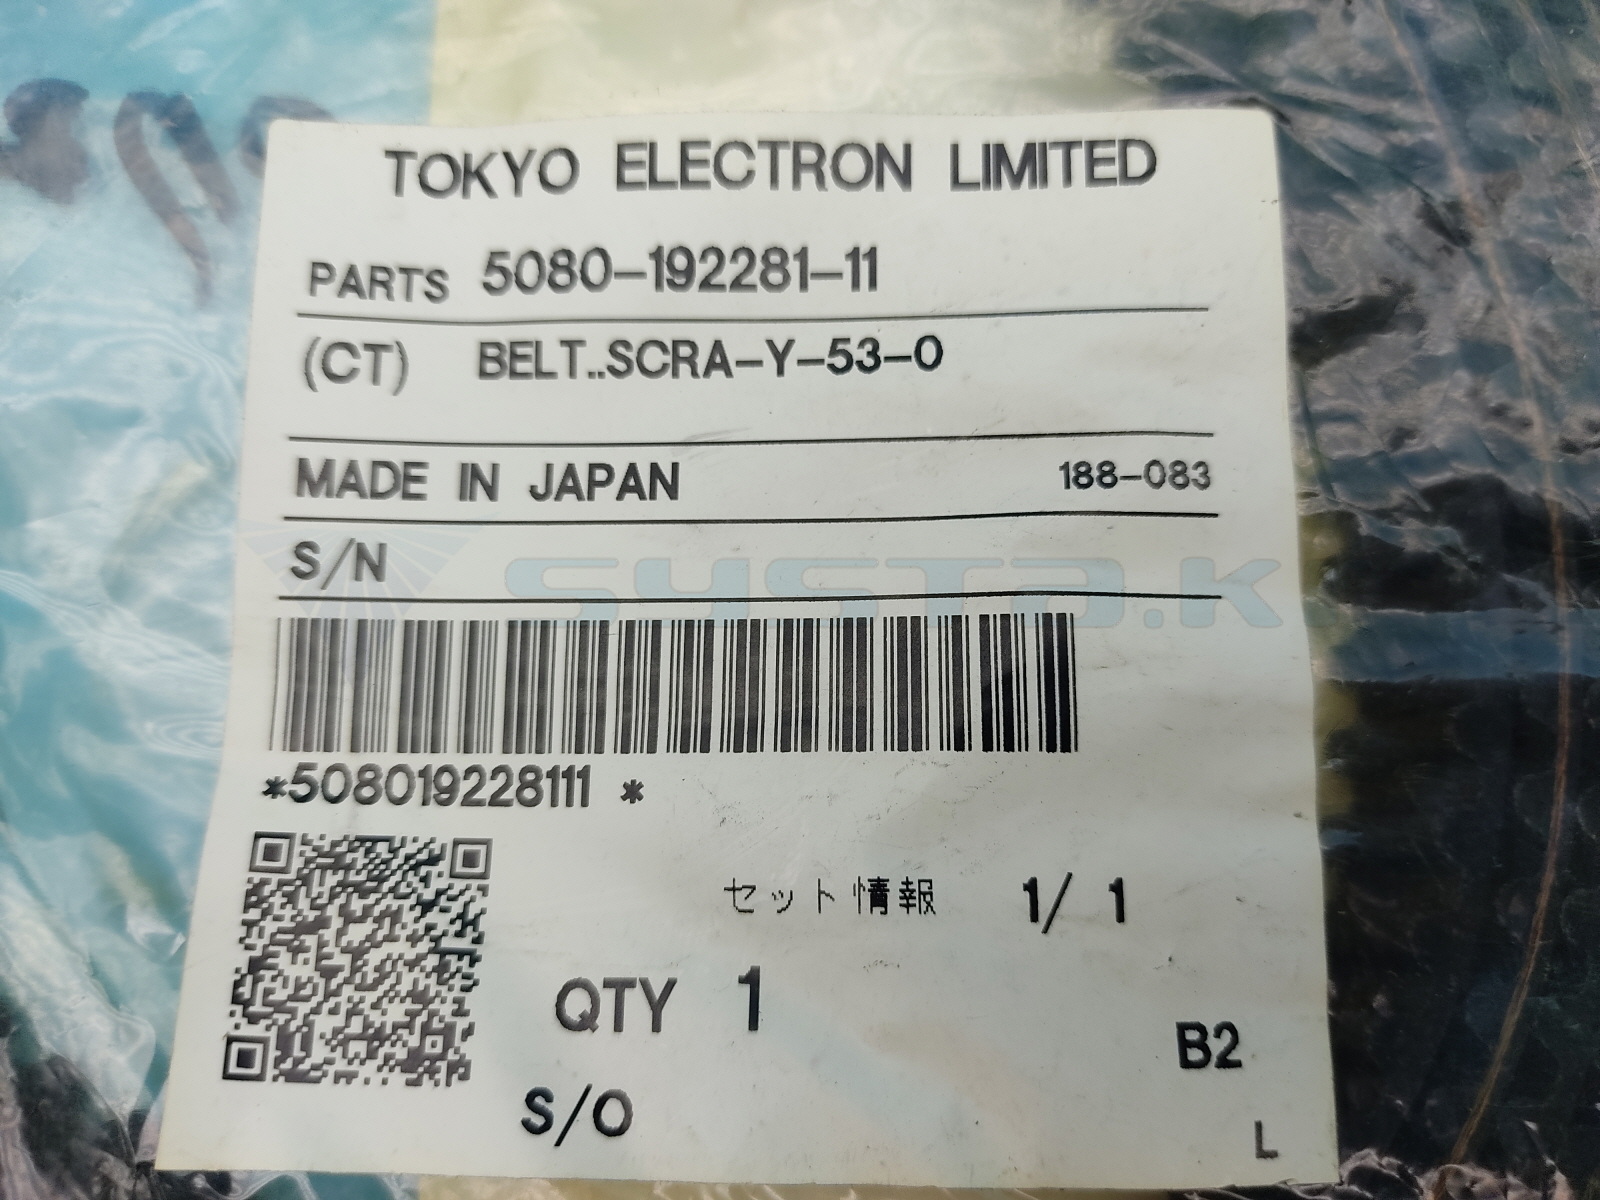 TOKYO ELECTRON LIMITED
PARTS 5080-192281-11
(CT) BELT..SCRA-Y-53-O
MADE IN JAPAN 188-083
S/N
systa.k
*508019228111 *
セット情報 1/ 1
QTY 1
B2
S/O
L